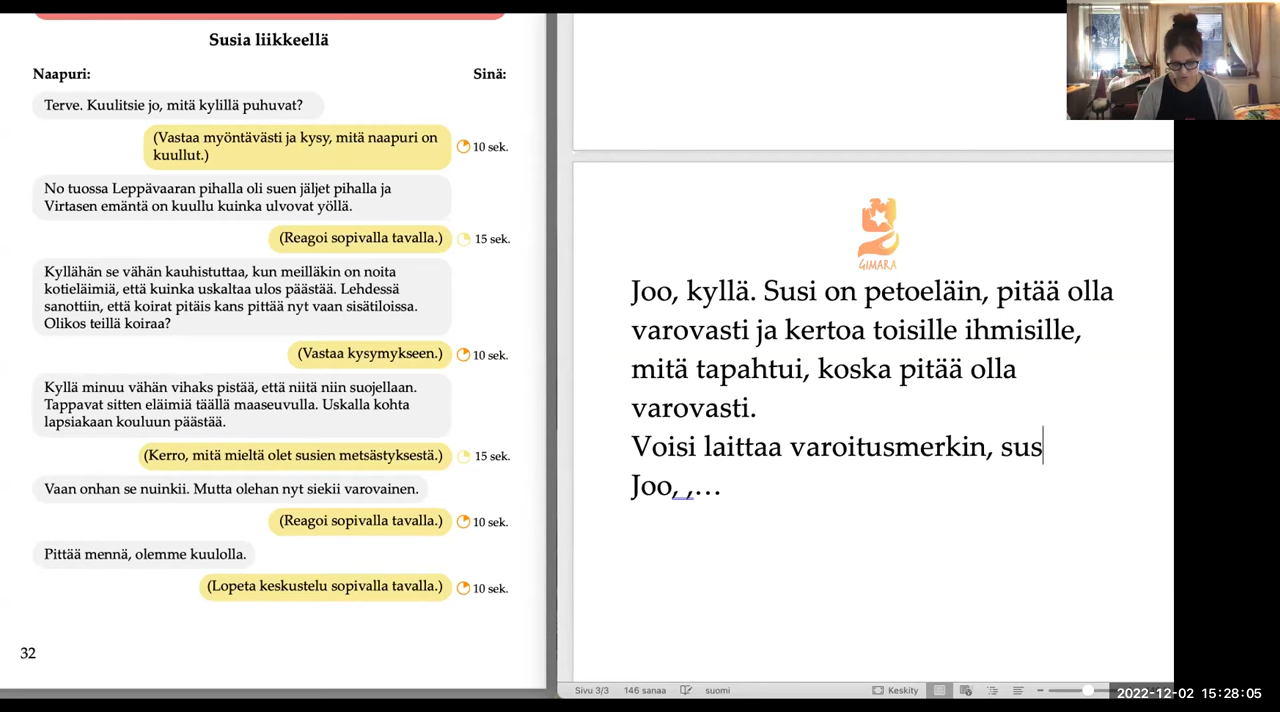 Susia liikkeellä
Naapuri:
Sinä:
Terve. Kuulitsie jo, mitä kylillä puhuvat?
(Vastaa myöntävästi ja kysy, mitä naapuri on
kuullut.)
10 sek.
No tuossa Leppävaaran pihalla oli suen jäljet pihalla ja
Virtasen emäntä on kuullu kuinka ulvovat yöllä.
(Reagoi sopivalla tavalla.)
15 sek.
Kyllähän se vähän kauhistuttaa, kun meilläkin on noita
kotieläimiä, että kuinka uskaltaa ulos päästää. Lehdessä
sanottiin, että koirat pitäis kans pittää nyt vaan sisätiloissa.
Olikos teillä koiraa?
(Vastaa kysymykseen.)
10 sek.
Kyllä minuu vähän vihaks pistää, että niitä niin suojellaan.
Tappavat sitten eläimiä täällä maaseuvulla. Uskalla kohta
lapsiakaan kouluun päästää.
(Kerro, mitä mieltä olet susien metsästyksestä.)
15 sek.
Vaan onhan se nuinkii. Mutta olehan nyt siekii varovainen.
(Reagoi sopivalla tavalla.)
10 sek.
Pittää mennä, olemme kuulolla.
(Lopeta keskustelu sopivalla tavalla.)
10 sek.
32
GIMARA
Joo, kyllä. Susi on petoeläin, pitää olla
varovasti ja kertoa toisille ihmisille,
mitä tapahtui, koska pitää olla
varovasti.
Voisi laittaa varoitusmerkin, sus
Joo, ,…
Sivu 3/3
146 sanaa
suomi
Keskity
2022-12-02 15:28:05